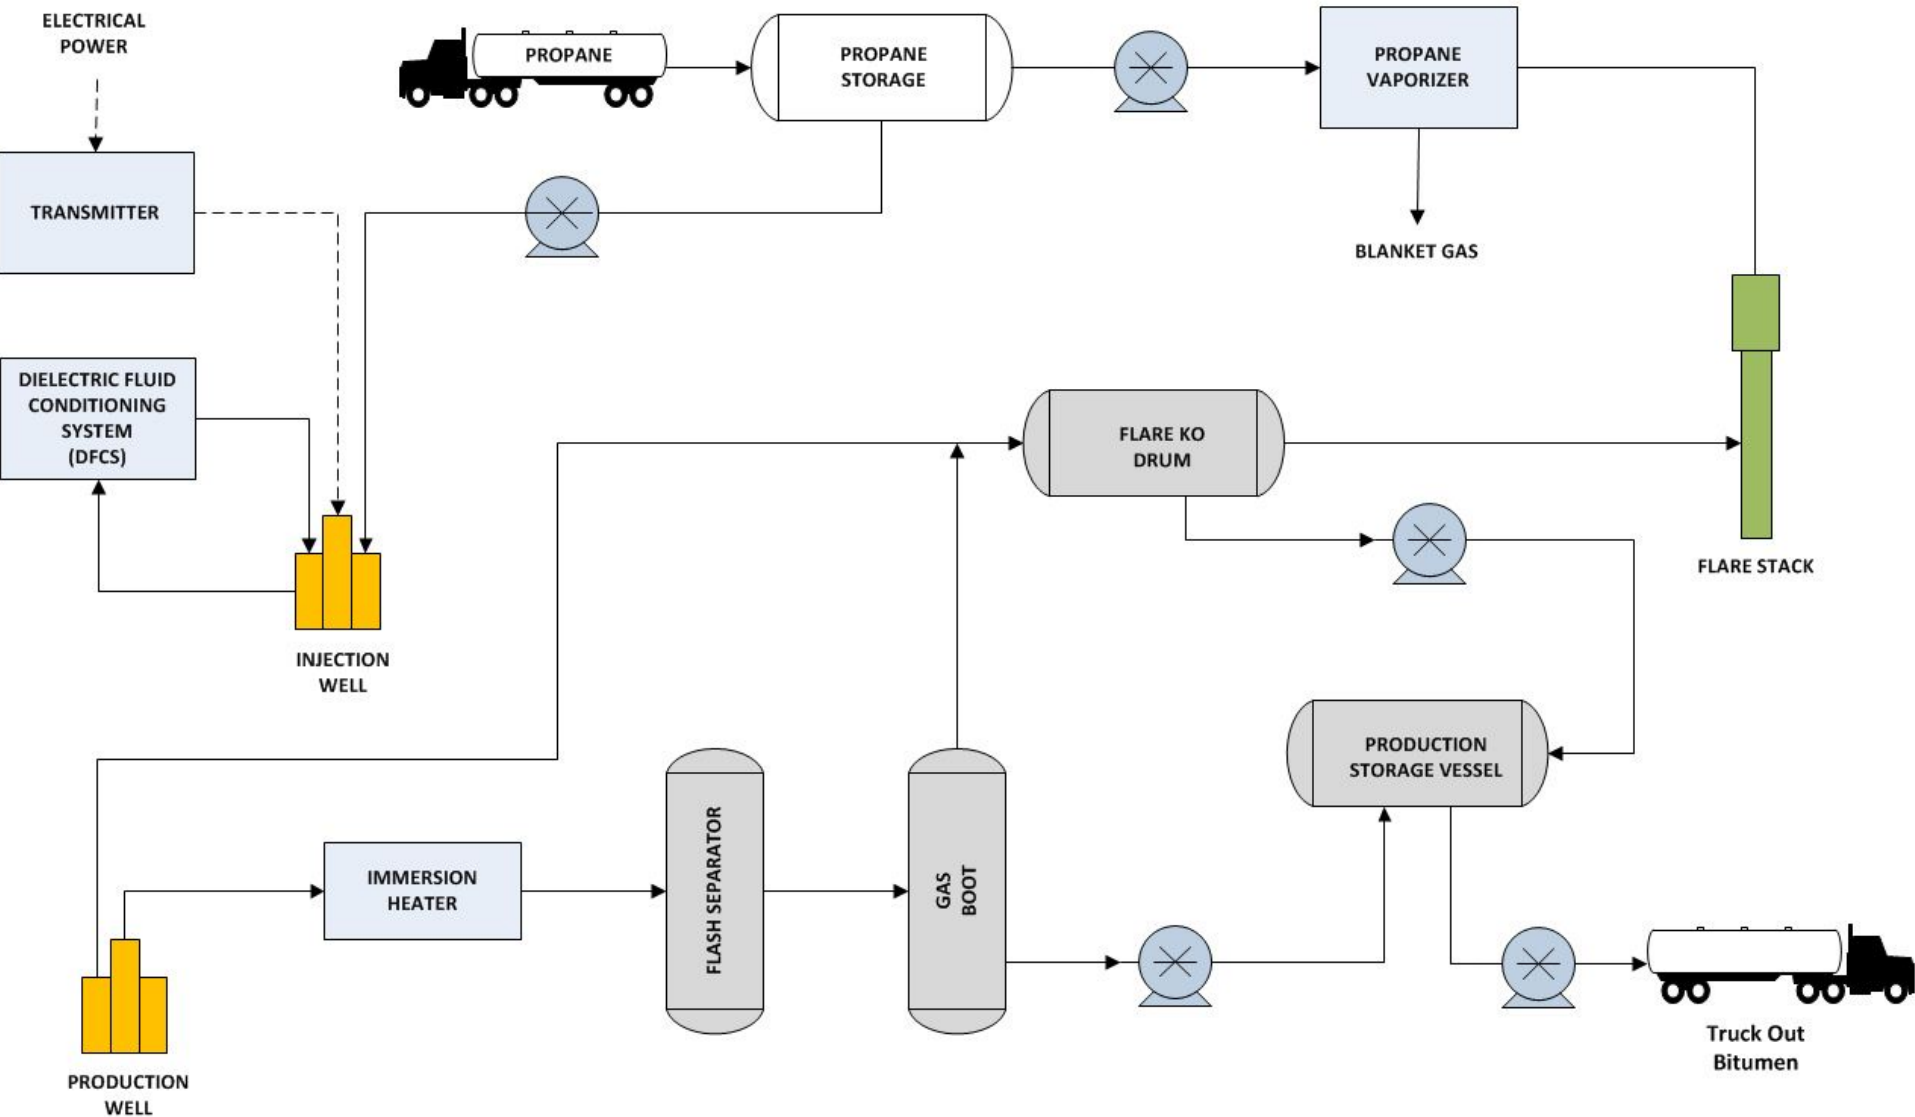 ELECTRICAL
POWER
PROPANE
PROPANE
STORAGE
PROPANE
VAPORIZER
TRANSMITTER
BLANKET GAS
DIELECTRIC FLUID
CONDITIONING
SYSTEM
(DFCS)
FLARE KO
DRUM
FLARE STACK
INJECTION
WELL
PRODUCTION
STORAGE VESSEL
IMMERSION
HEATER
FLASH SEPARATOR
GAS
BOOT
Truck Out
Bitumen
PRODUCTION
WELL